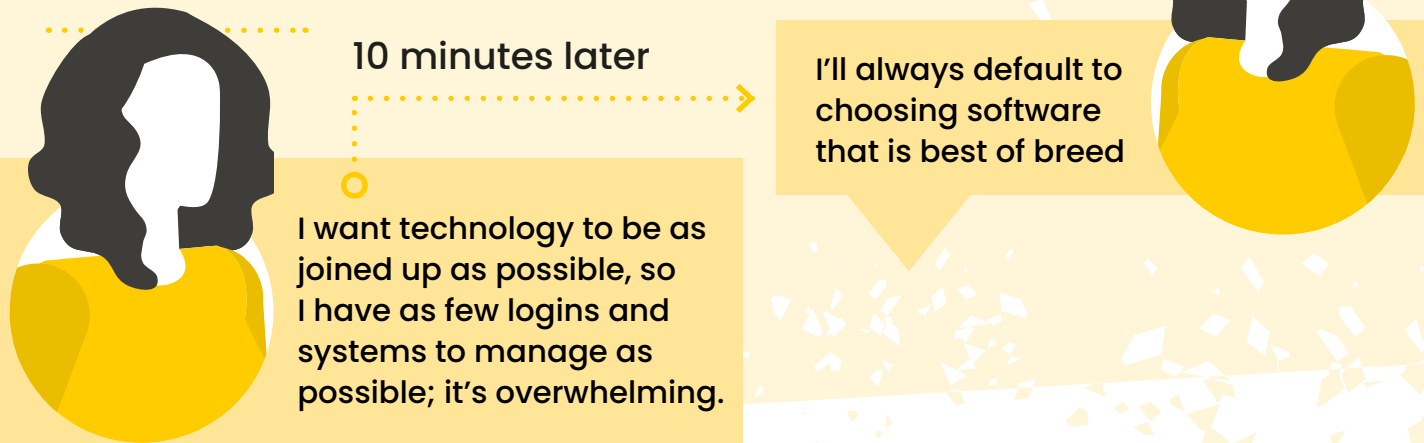 10 minutes later
I want technology to be as
joined up as possible, so
I have as few logins and
systems to manage as
possible; it’s overwhelming.
I’ll always default to
choosing software
that is best of breed